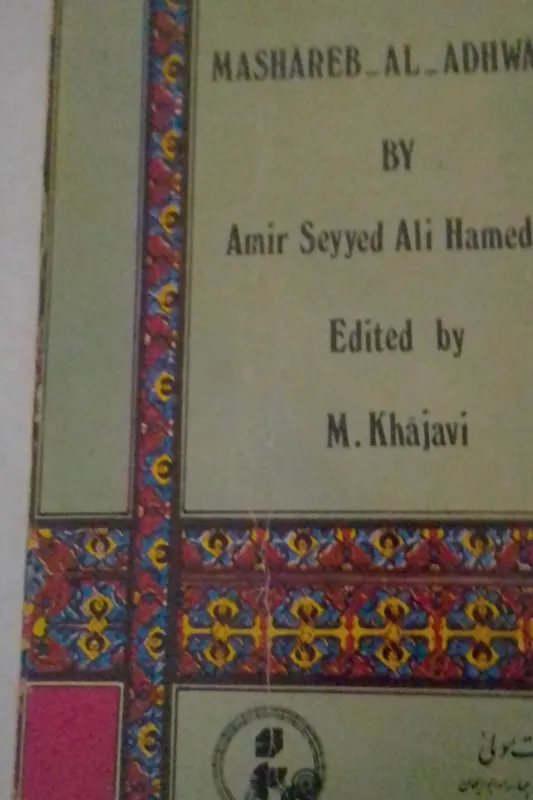 MASHAREB_AL_ADHWA
BY
Amir Seyyed Ali Hamed
Edited by
M. Khājavi